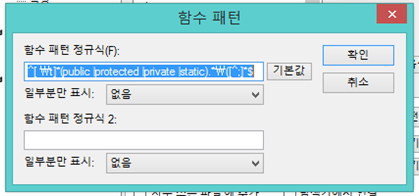 함수 패턴
함수 패턴 정규식(F):
^[ ₩t]*(public |protected |private |static).*₩([^;]*$
기본값
확인
취소
일부분만 표시:
없음
함수 패턴 정규식 2:
일부분만 표시:
없음